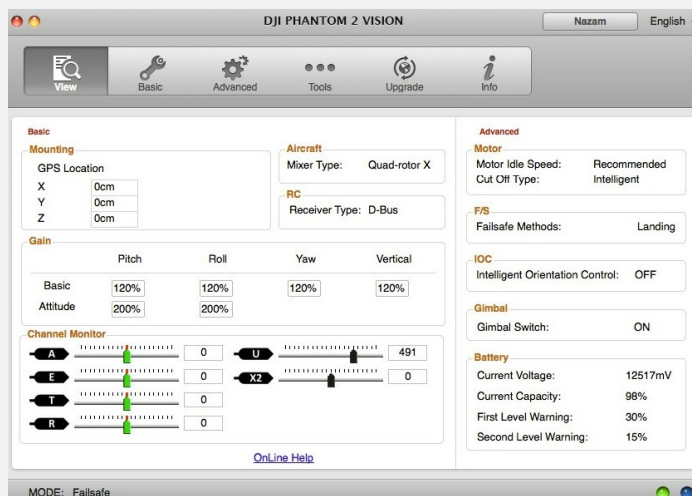 DJI PHANTOM 2 VISION
Nazam English
View Basic Advanced Tools Upgrade Info
Basic
Mounting
GPS Location
X 0cm
Y 0cm
Z 0cm
Aircraft
Mixer Type: Quad-rotor X
RC
Receiver Type: D-Bus
Gain
Pitch Roll Yaw Vertical
Basic 120% 120% 120% 120%
Attitude 200% 200%
Channel Monitor
A 0 U 491
E 0 X2 0
T 0
R 0
OnLine Help
Advanced
Motor
Motor Idle Speed: Recommended
Cut Off Type: Intelligent
F/S
Failsafe Methods: Landing
IOC
Intelligent Orientation Control: OFF
Gimbal
Gimbal Switch: ON
Battery
Current Voltage: 12517mV
Current Capacity: 98%
First Level Warning: 30%
Second Level Warning: 15%
MODE: Failsafe